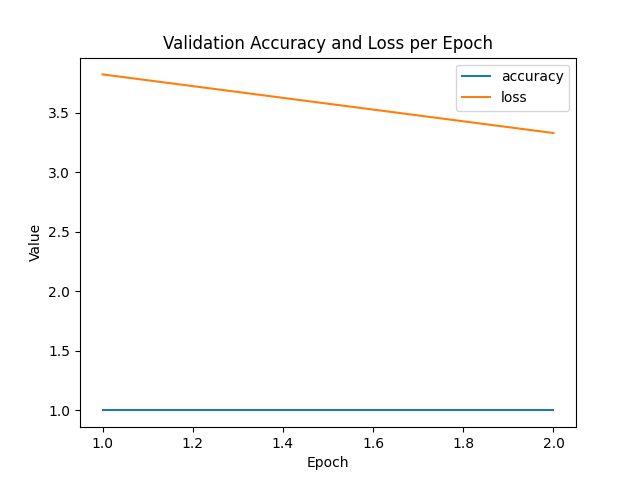 Validation Accuracy and Loss per Epoch
accuracy
loss
3.5
3.0
2.5
2.0
1.5
1.0
Value
1.0 1.2 1.4 1.6 1.8 2.0
Epoch